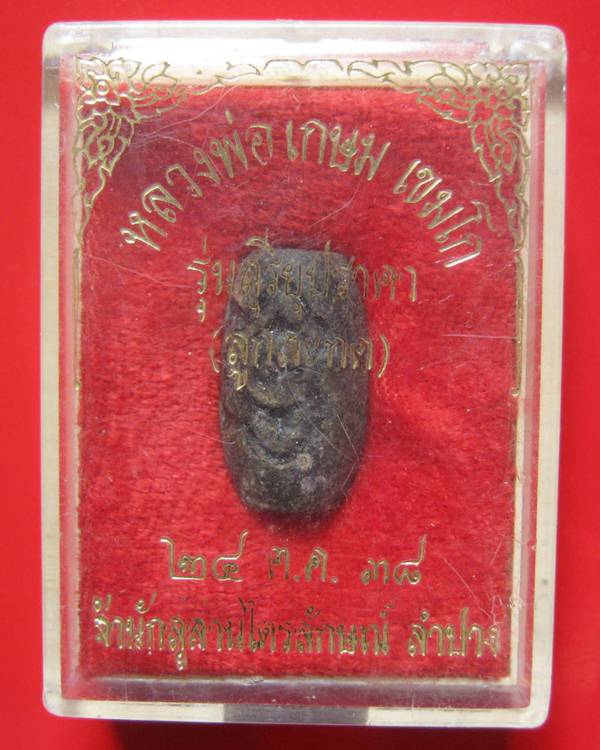 หลวงพ่อ เกษม เขมโก
รุ่นสุริยุปราคา
(ลูกสะกด)
๒๔ ต.ค. ๓๘
สำนักสุสานไตรลักษณ์ ลำปาง